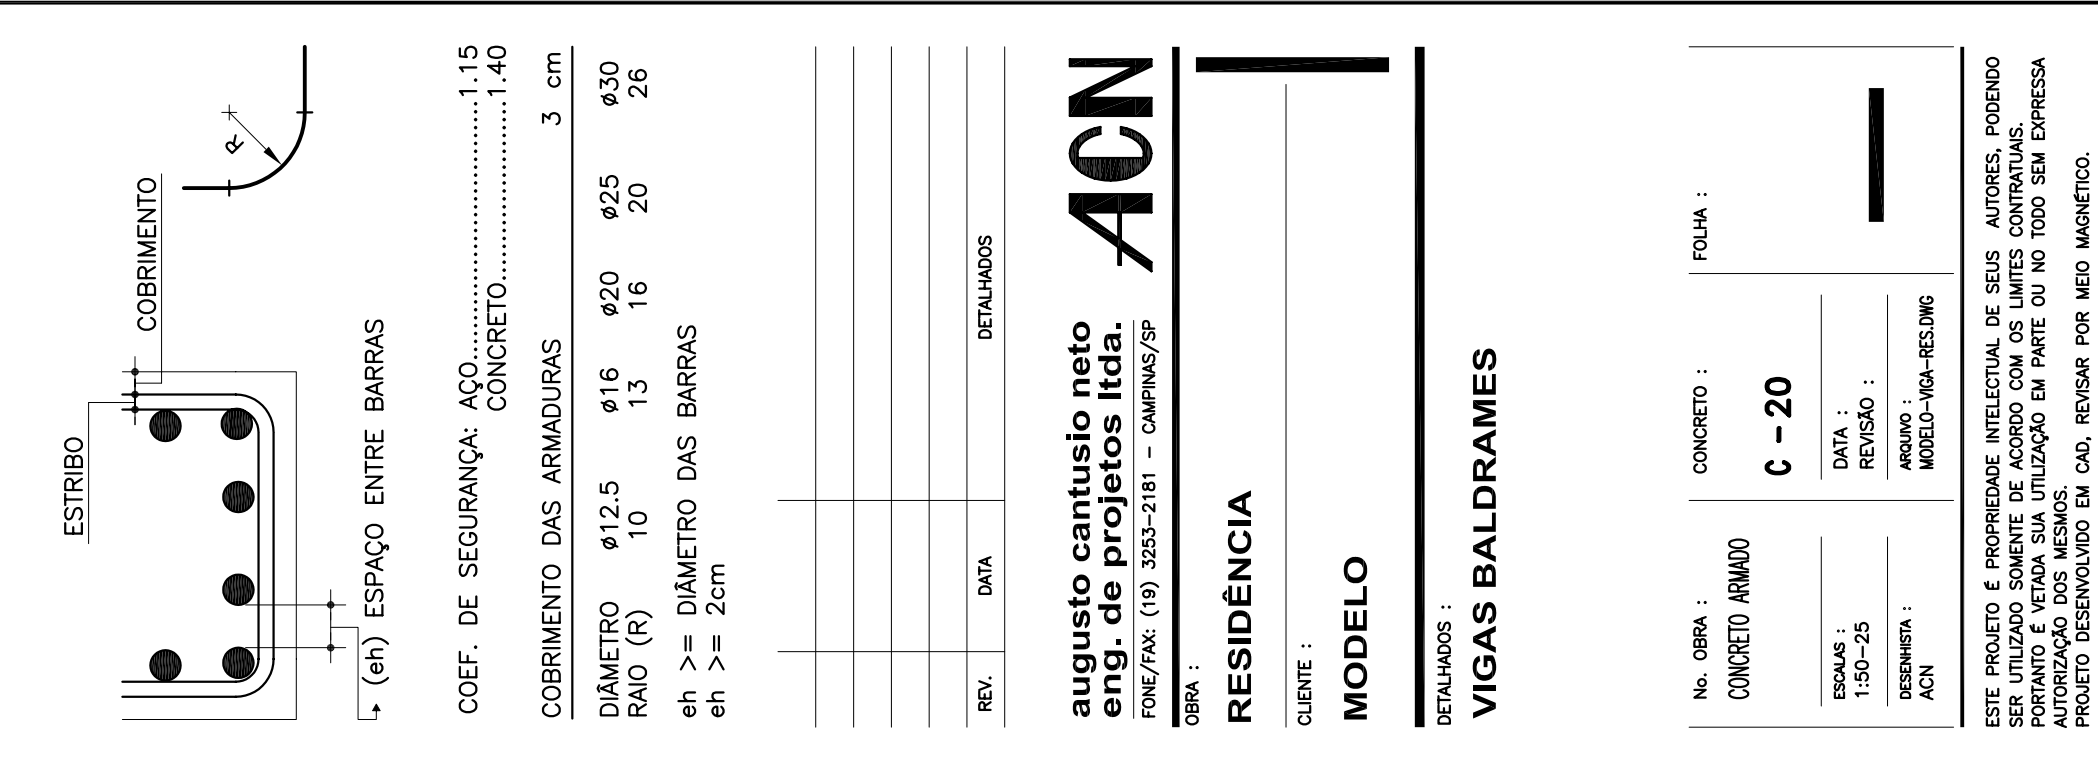 ESTRIBO
COBRIMENTO
R
(eh) ESPAÇO ENTRE BARRAS
COEF. DE SEGURANÇA: AÇO...............................1.15
CONCRETO........................1.40
COBRIMENTO DAS ARMADURAS 3 cm
DIÂMETRO ø12.5 ø16 ø20 ø25 ø30
RAIO (R) 10 13 16 20 26
eh >= DIÂMETRO DAS BARRAS
eh >= 2cm
REV. DATA DETALHADOS
augusto cantusio neto
eng. de projetos ltda.
FONE/FAX: (19) 3253-2181 - CAMPINAS/SP
ACN
OBRA :
RESIDÊNCIA
CLIENTE :
MODELO
DETALHADOS :
VIGAS BALDRAMES
No. OBRA :
CONCRETO ARMADO
ESCALAS :
1:50-25
DESENHISTA :
ACN
CONCRETO :
C - 20
DATA :
REVISÃO :
ARQUIVO :
MODELO-VIGA-RES.DWG
FOLHA :
ESTE PROJETO É PROPRIEDADE INTELECTUAL DE SEUS AUTORES, PODENDO
SER UTILIZADO SOMENTE DE ACORDO COM OS LIMITES CONTRATUAIS.
PORTANTO É VETADA SUA UTILIZAÇÃO EM PARTE OU NO TODO SEM EXPRESSA
AUTORIZAÇÃO DOS MESMOS.
PROJETO DESENVOLVIDO EM CAD, REVISAR POR MEIO MAGNÉTICO.